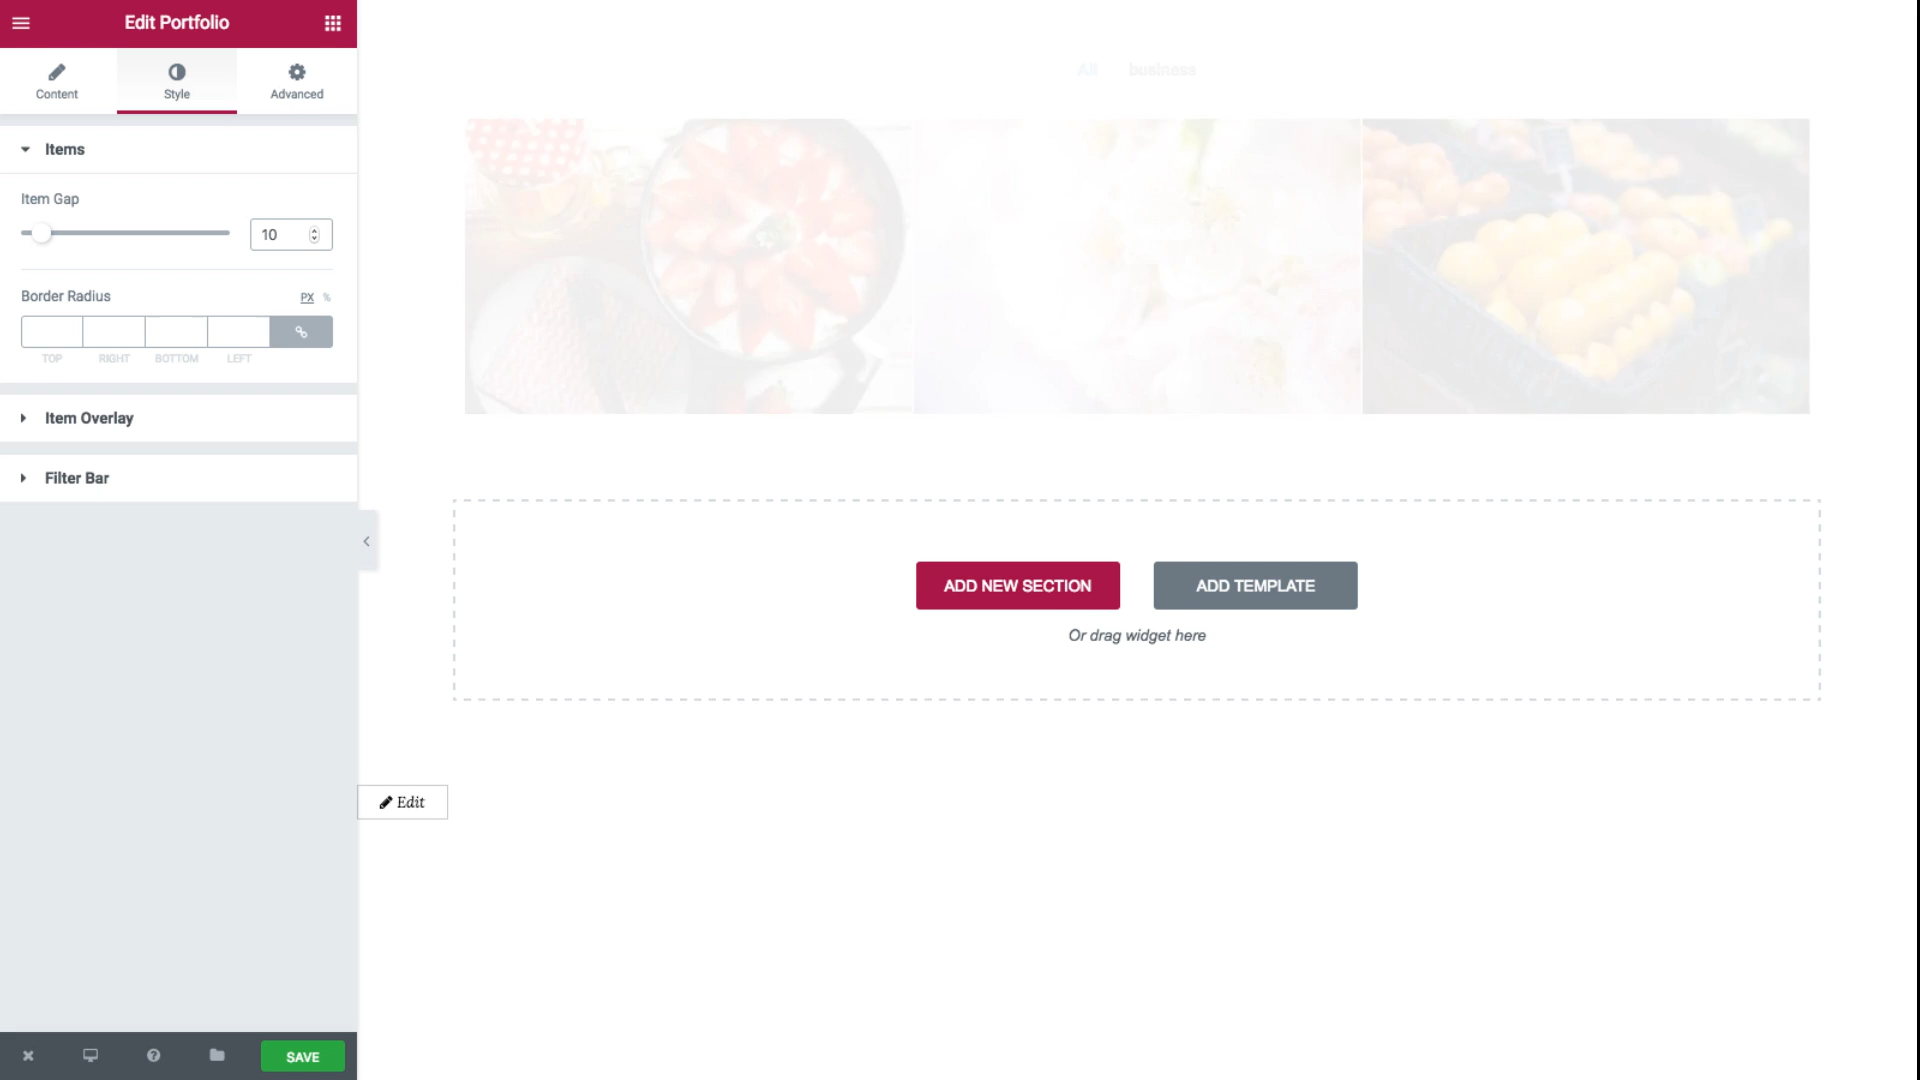 Edit Portfolio
Content
Style
Advanced
Items
Item Gap
10
Border Radius
PX %
TOP RIGHT BOTTOM LEFT
Item Overlay
Filter Bar
SAVE
All business
ADD NEW SECTION
ADD TEMPLATE
Or drag widget here
Edit